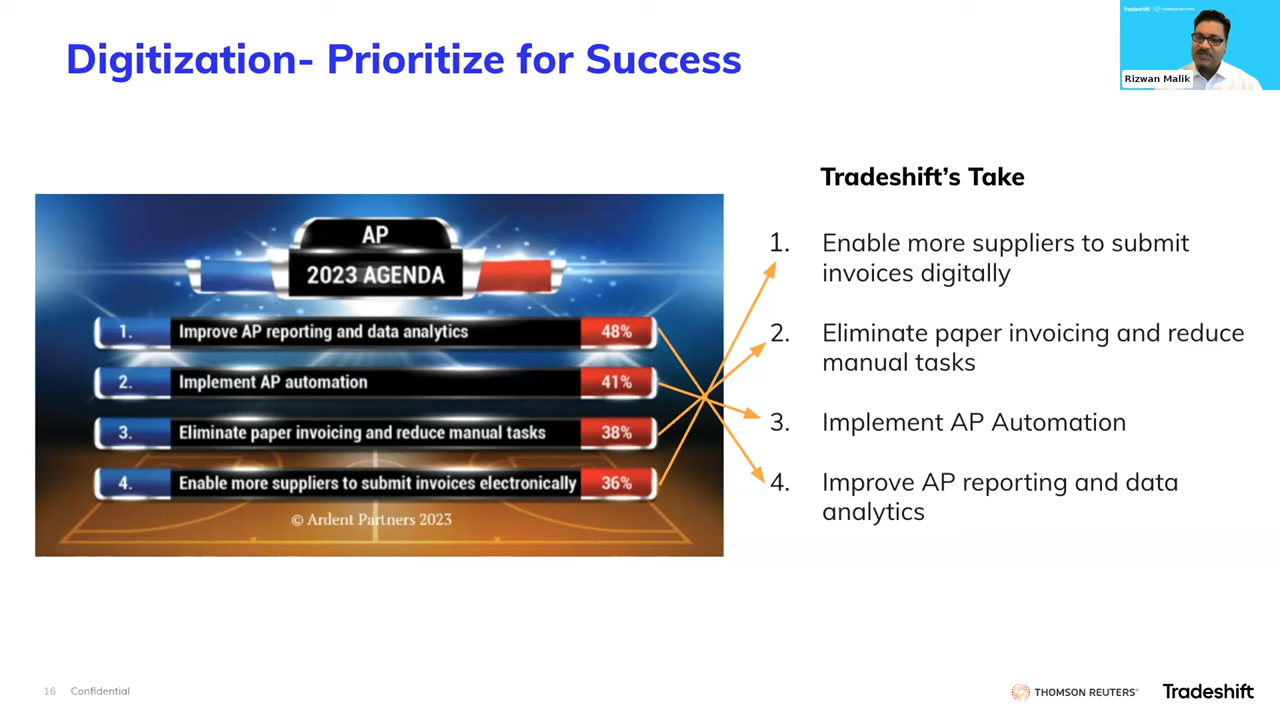 Digitization- Prioritize for Success
Tradeshift
THOMSON REUTERS
Rizwan Malik
AP
2023 AGENDA
1. Improve AP reporting and data analytics 48%
2. Implement AP automation 41%
3. Eliminate paper invoicing and reduce manual tasks 38%
4. Enable more suppliers to submit invoices electronically 36%
© Ardent Partners 2023
Tradeshift’s Take
1. Enable more suppliers to submit
invoices digitally
2. Eliminate paper invoicing and reduce
manual tasks
3. Implement AP Automation
4. Improve AP reporting and data
analytics
16 Confidential
THOMSON REUTERS®
Tradeshift